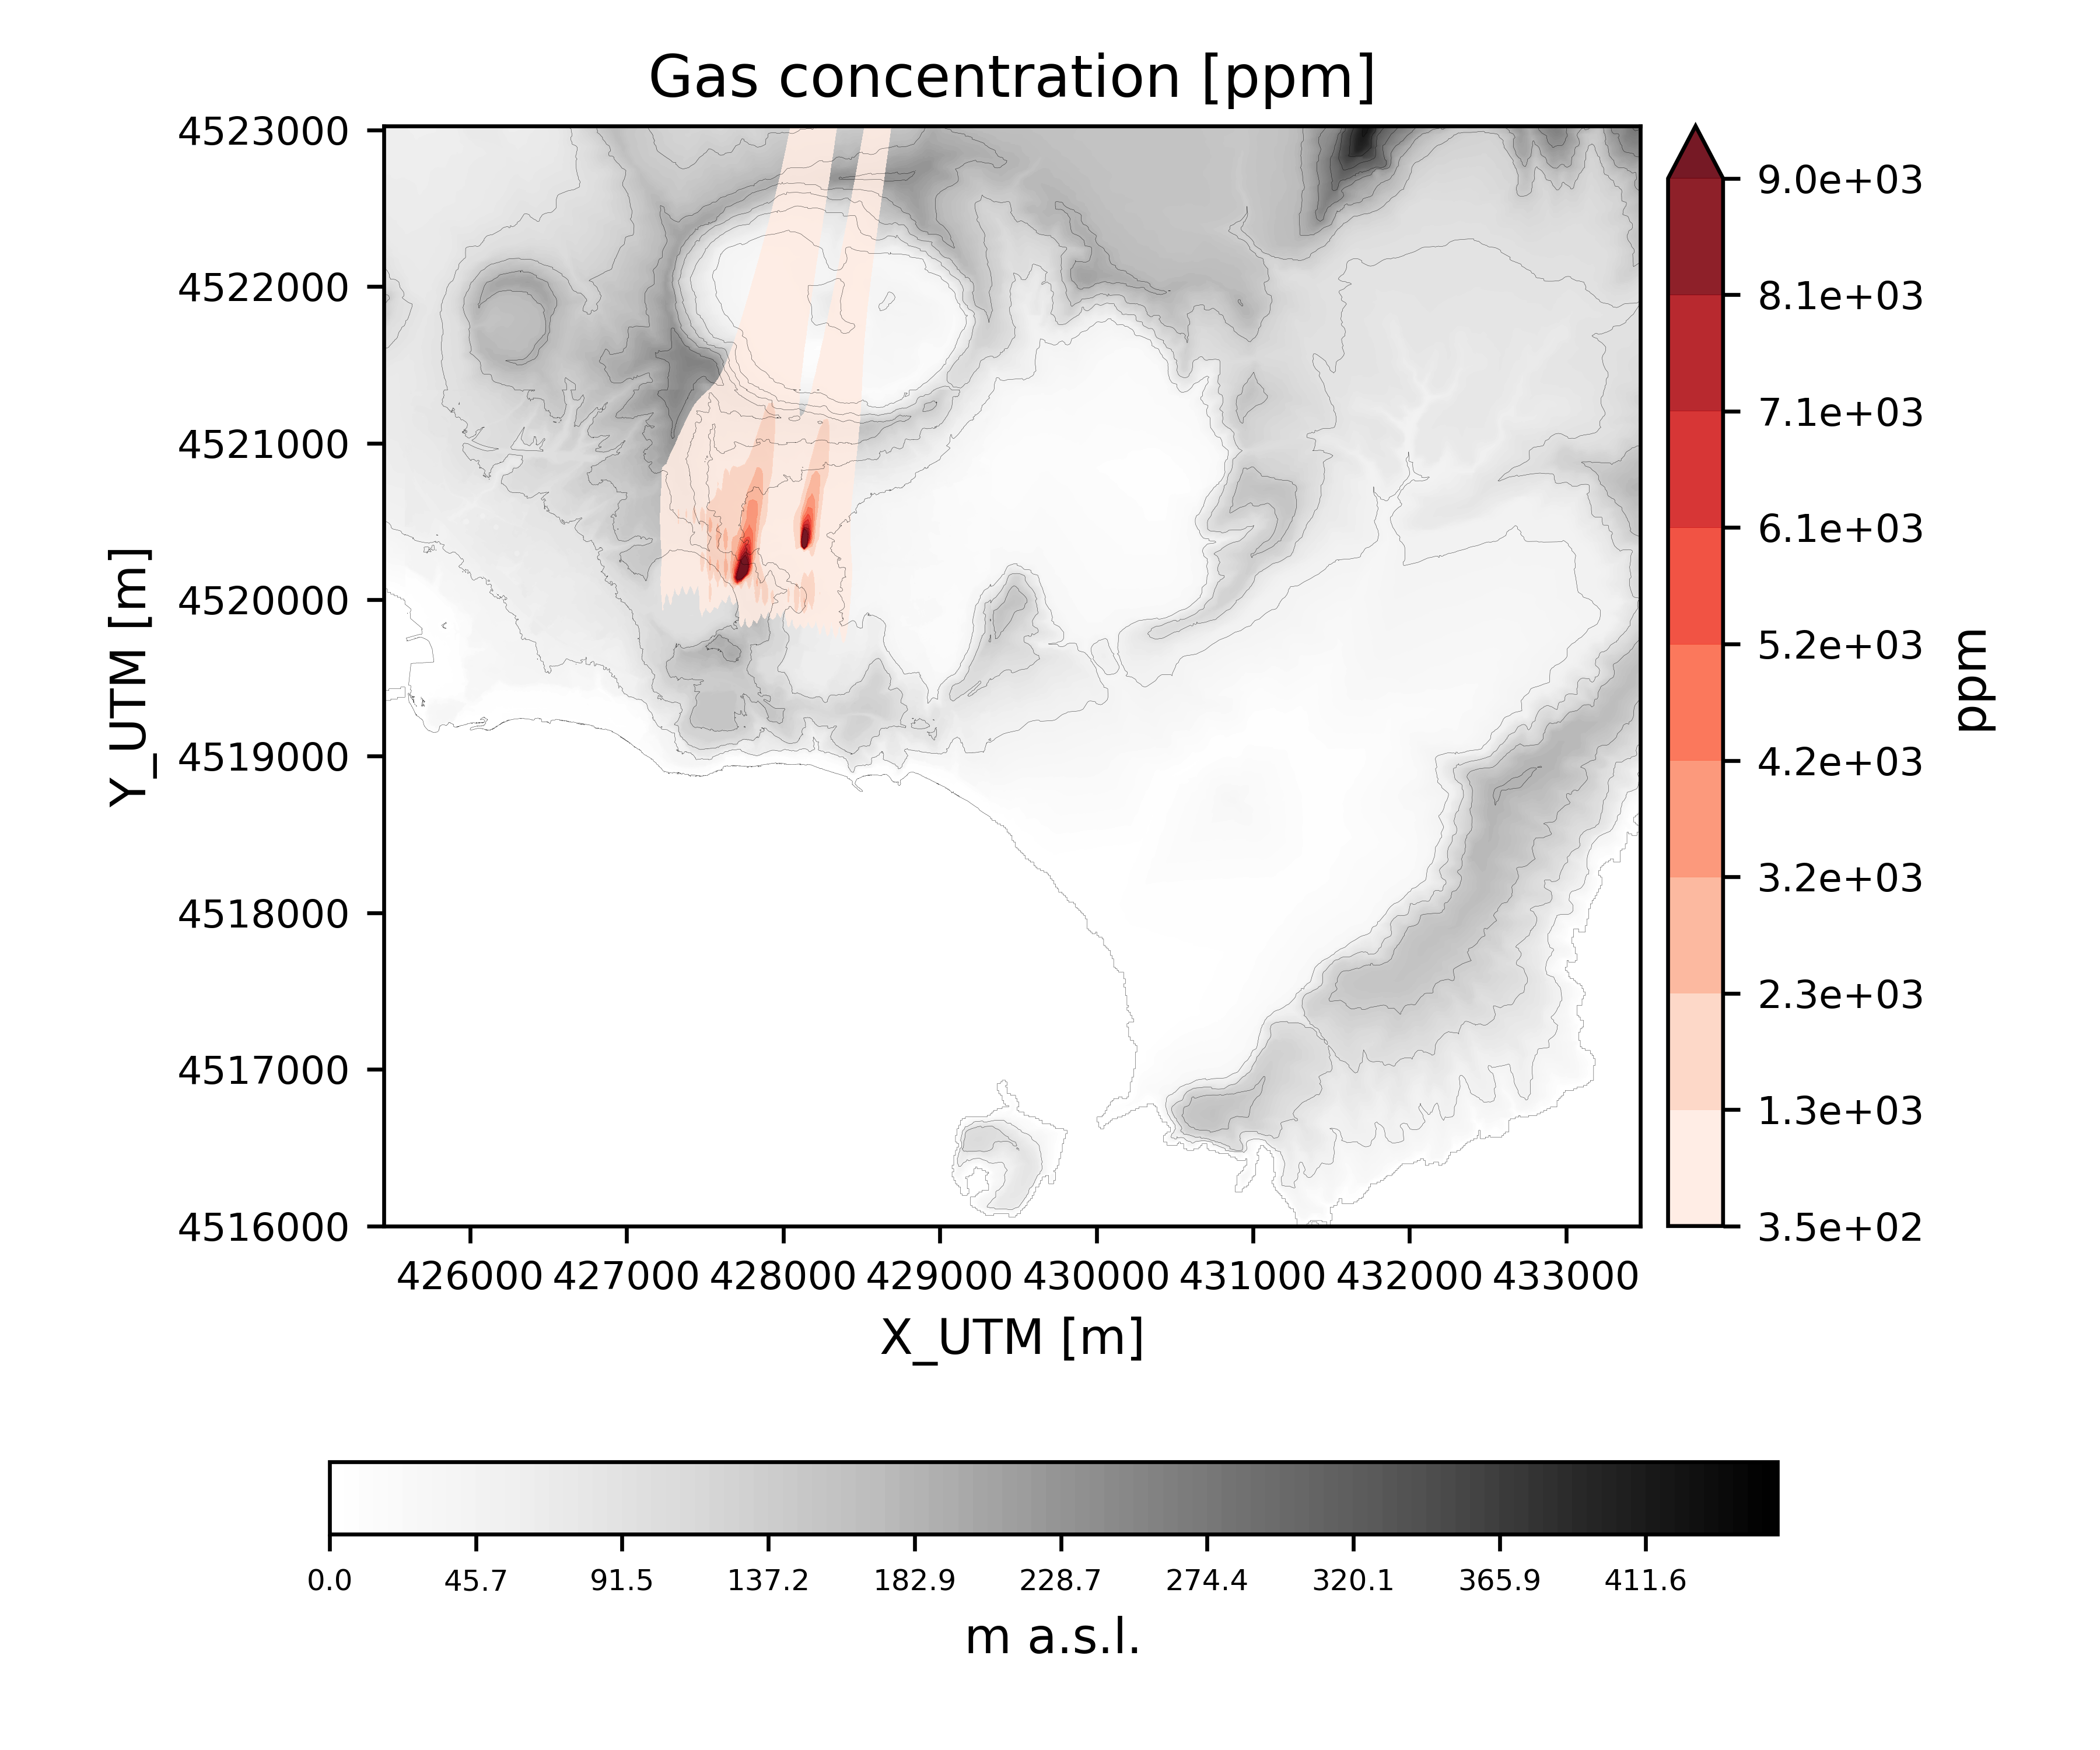 Gas concentration [ppm]
4523000
4522000
4521000
4520000
4519000
4518000
4517000
4516000
Y_UTM [m]
426000 427000 428000 429000 430000 431000 432000 433000
X_UTM [m]
9.0e+03
8.1e+03
7.1e+03
6.1e+03
5.2e+03
4.2e+03
3.2e+03
2.3e+03
1.3e+03
3.5e+02
ppm
0.0 45.7 91.5 137.2 182.9 228.7 274.4 320.1 365.9 411.6
m a.s.l.